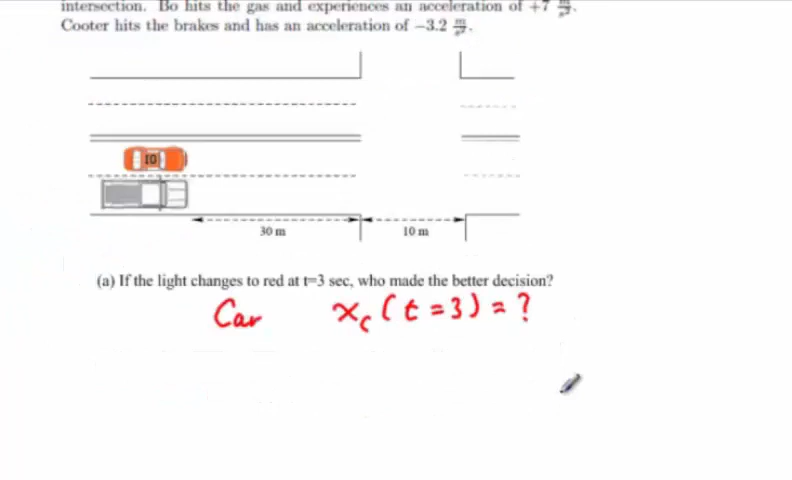 intersection. Bo hits the gas and experiences an acceleration of +7 m/s².
Cooter hits the brakes and has an acceleration of −3.2 m/s².
10
30 m
10 m
(a) If the light changes to red at t=3 sec, who made the better decision?
Car x_c(t=3) = ?